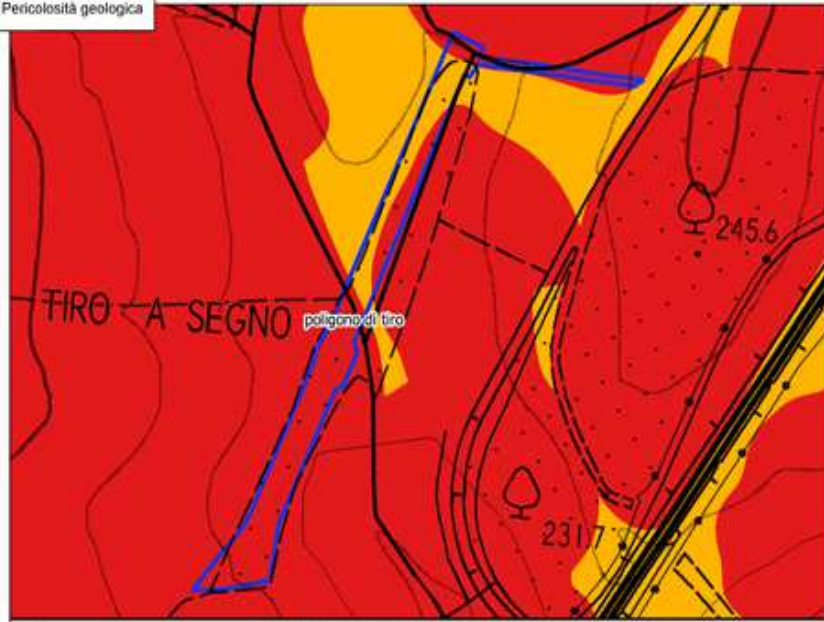 Pericolosità geologica
245.6
TIRO A SEGNO
poligono di tiro
231.7